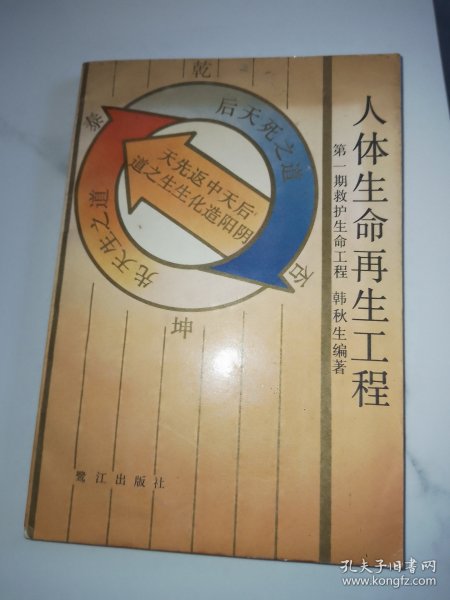 人体生命再生工程
第一期救护生命工程 韩秋生编著
乾
后天死之道
否
坤
先天生之道
泰
后天中返先天
阴阳造化生生之道
鹭江出版社
孔夫子旧书网
www.kongfz.com